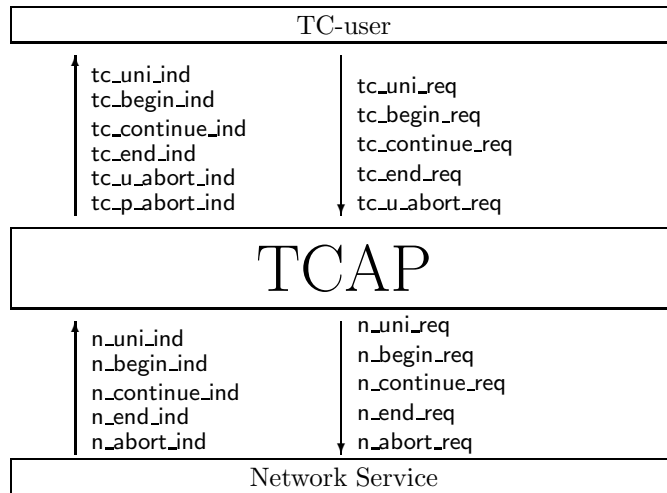 TC-user
tc_uni_ind
tc_begin_ind
tc_continue_ind
tc_end_ind
tc_u_abort_ind
tc_p_abort_ind
tc_uni_req
tc_begin_req
tc_continue_req
tc_end_req
tc_u_abort_req
TCAP
n_uni_ind
n_begin_ind
n_continue_ind
n_end_ind
n_abort_ind
n_uni_req
n_begin_req
n_continue_req
n_end_req
n_abort_req
Network Service